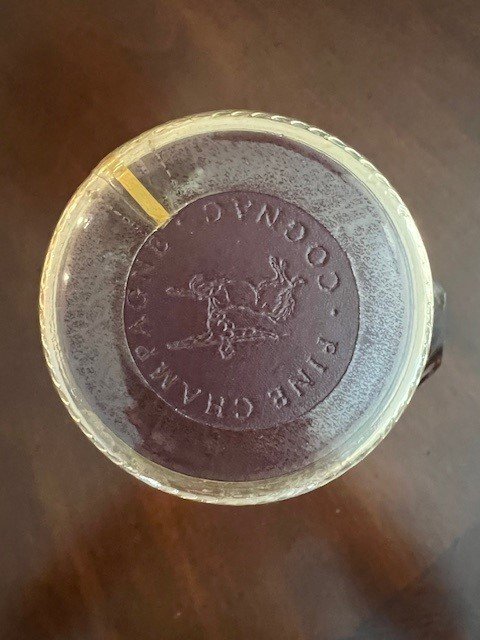 FINE CHAMPAGNE · COGNAC ·